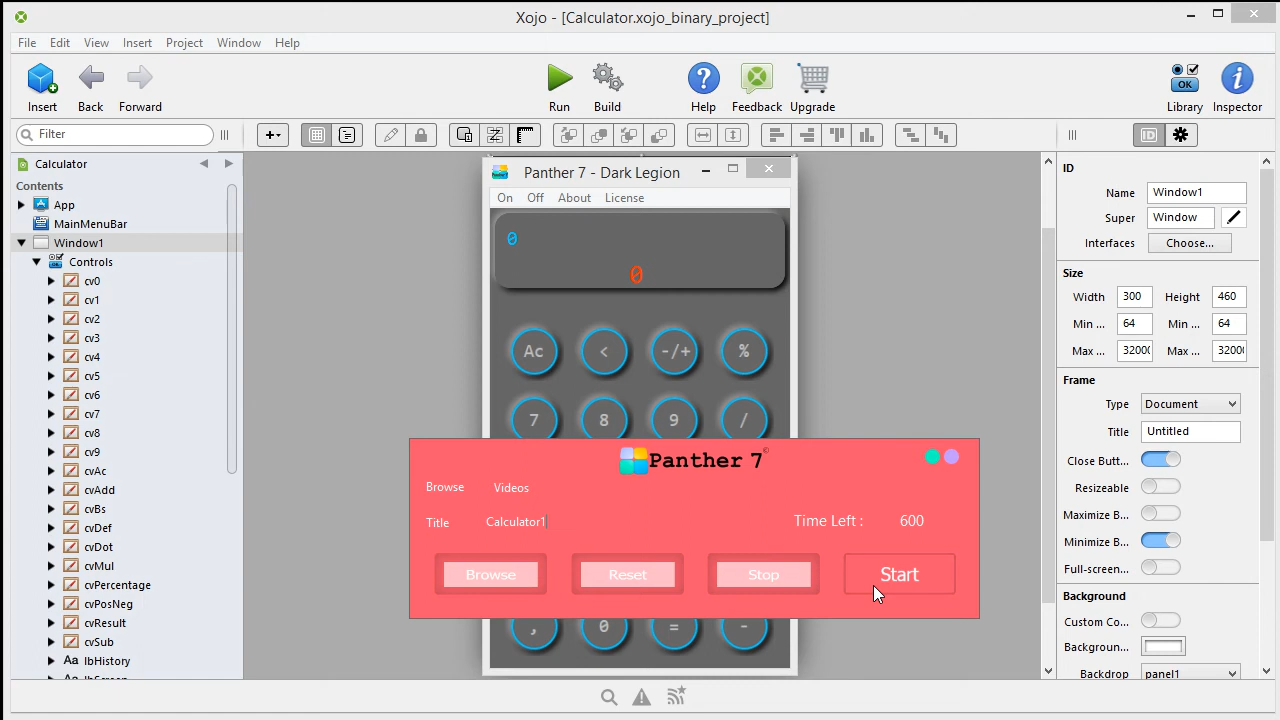 Xojo - [Calculator.xojo_binary_project]
File Edit View Insert Project Window Help
Insert Back Forward Run Build Help Feedback Upgrade OK Library Inspector
Filter ID
Calculator
Contents
App
MainMenuBar
Window1
Controls
cv0
cv1
cv2
cv3
cv4
cv5
cv6
cv7
cv8
cv9
cvAc
cvAdd
cvBs
cvDef
cvDot
cvMul
cvPercentage
cvPosNeg
cvResult
cvSub
Aa lbHistory
Panther 7 - Dark Legion
On Off About License
0
0
Ac < -/+ %
7 8 9 /
Panther 7©
Browse Videos
Title Calculator1 Time Left : 600
Browse Reset Stop Start
, 0 = -
ID
Name Window1
Super Window
Interfaces Choose...
Size
Width 300 Height 460
Min ... 64 Min ... 64
Max ... 32000 Max ... 32000
Frame
Type Document
Title Untitled
Close Butt...
Resizeable
Maximize B...
Minimize B...
Full-screen...
Background
Custom Co...
Backgroun...
Backdrop panel1